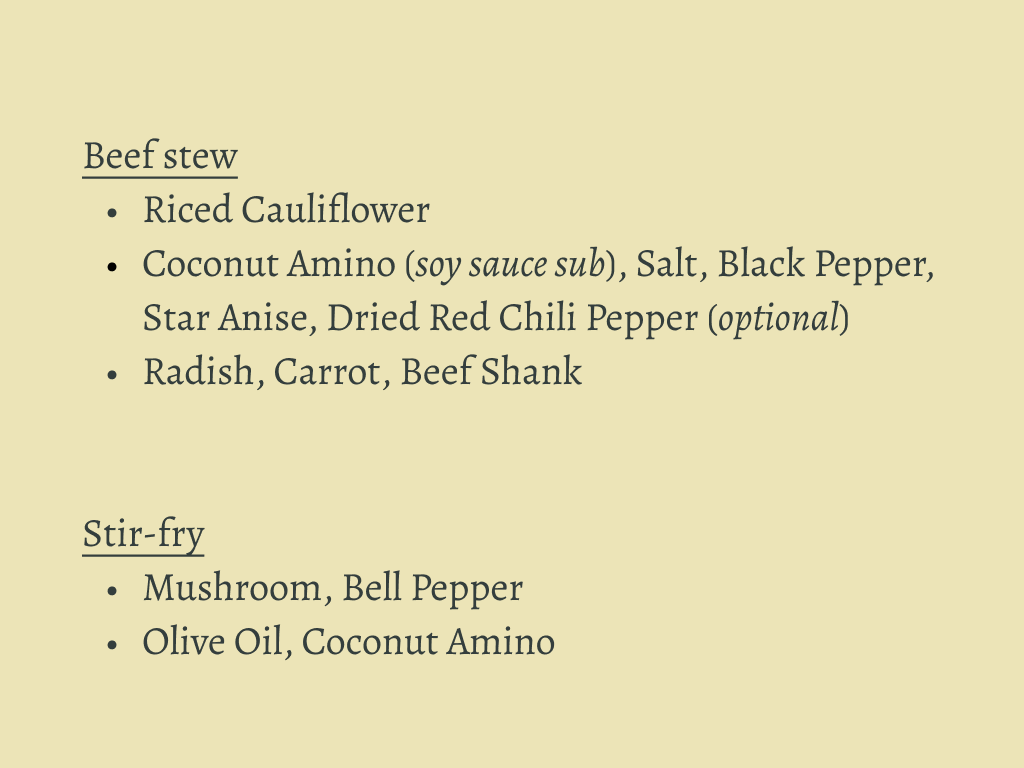 Beef stew
• Riced Cauliflower
• Coconut Amino (soy sauce sub), Salt, Black Pepper,
Star Anise, Dried Red Chili Pepper (optional)
• Radish, Carrot, Beef Shank
Stir-fry
• Mushroom, Bell Pepper
• Olive Oil, Coconut Amino